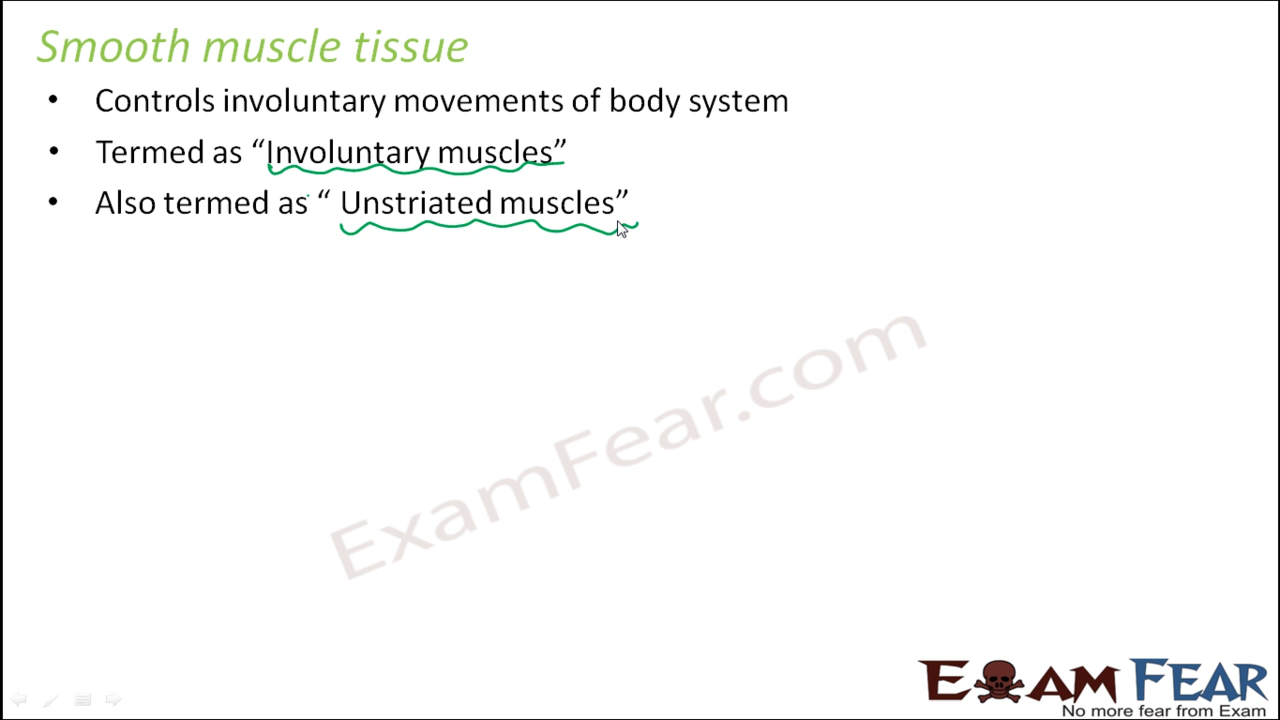 Smooth muscle tissue
• Controls involuntary movements of body system
• Termed as “Involuntary muscles”
• Also termed as “ Unstriated muscles”
ExamFear.com
EXAM FEAR
No more fear from Exam